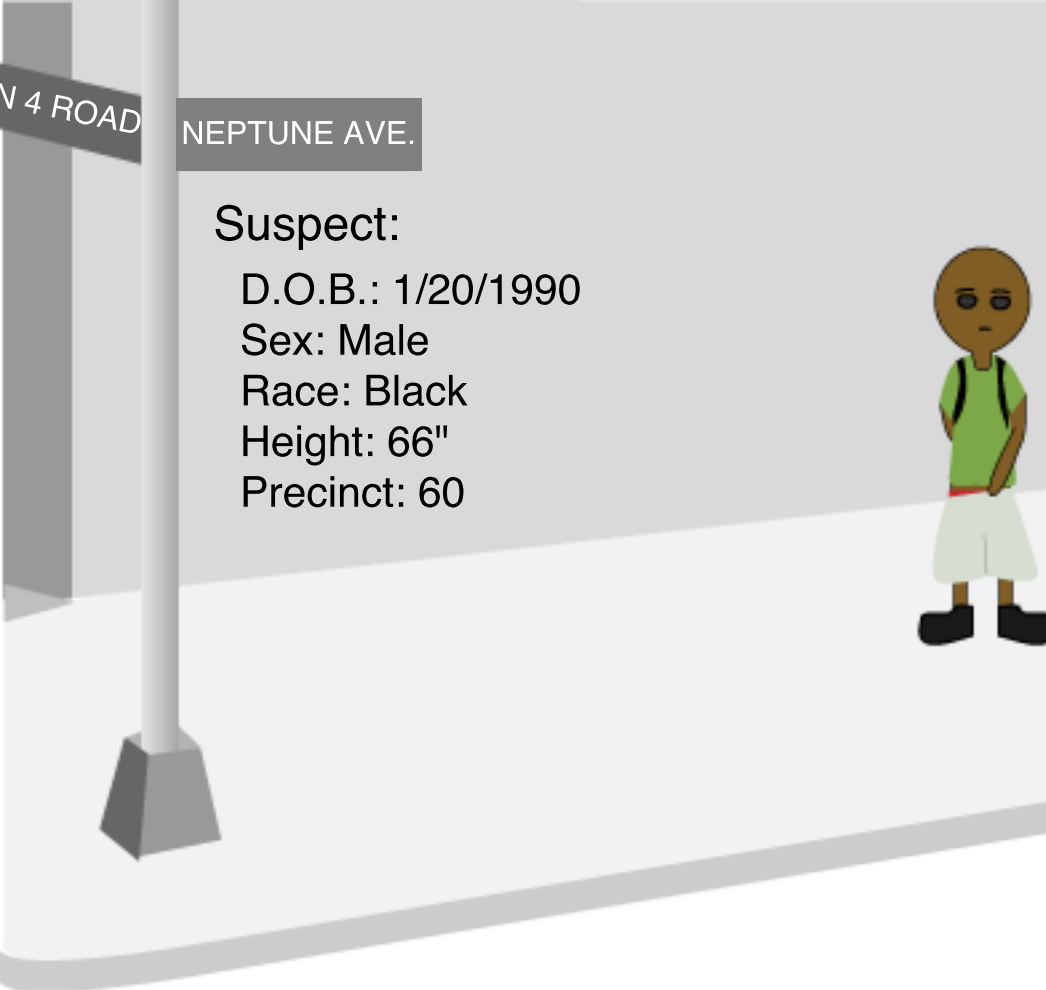 N 4 ROAD
NEPTUNE AVE.
Suspect:
D.O.B.: 1/20/1990
Sex: Male
Race: Black
Height: 66"
Precinct: 60